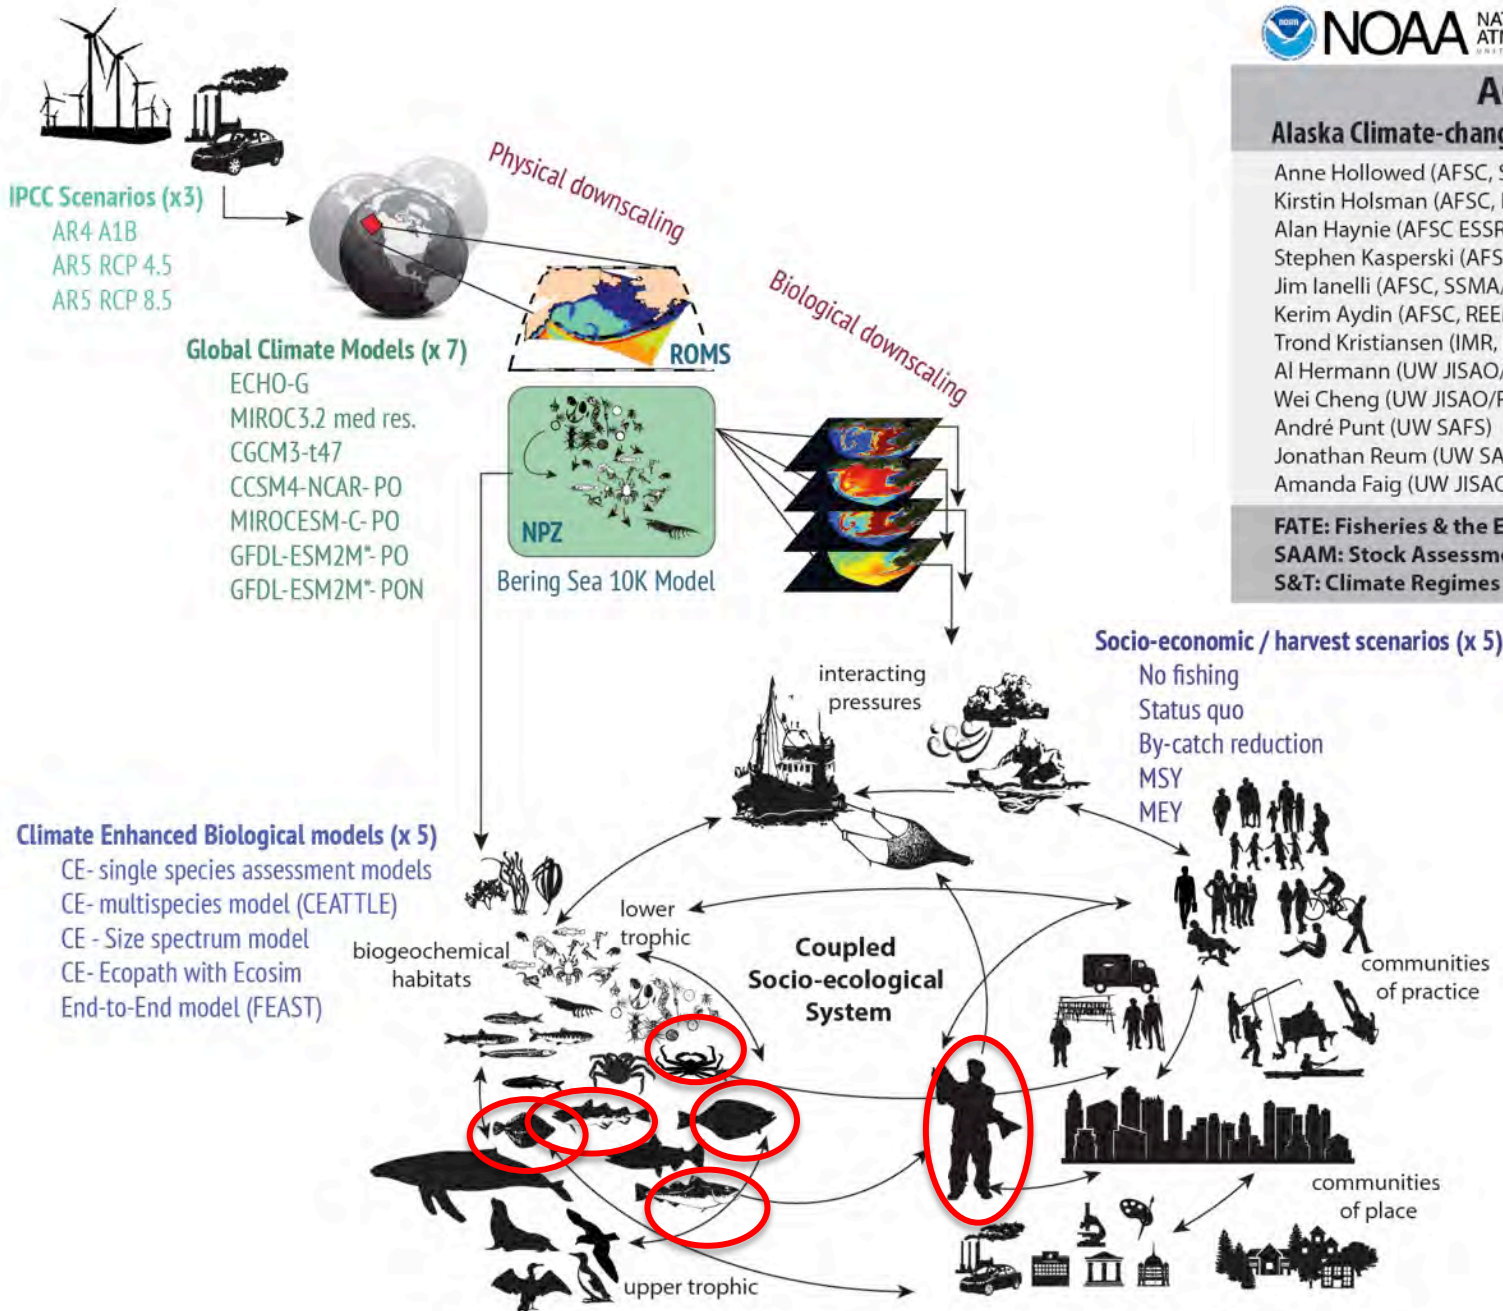 NOAA
IPCC Scenarios (x3)
AR4 A1B
AR5 RCP 4.5
AR5 RCP 8.5
Physical downscaling
Global Climate Models (x 7)
ECHO-G
MIROC3.2 med res.
CGCM3-t47
CCSM4-NCAR- PO
MIROCESM-C- PO
GFDL-ESM2M*- PO
GFDL-ESM2M*- PON
ROMS
NPZ
Bering Sea 10K Model
Biological downscaling
Alaska Climate-chang
Anne Hollowed (AFSC, S
Kirstin Holsman (AFSC,
Alan Haynie (AFSC ESSR
Stephen Kasperski (AFS
Jim Ianelli (AFSC, SSMA/
Kerim Aydin (AFSC, REE
Trond Kristiansen (IMR,
Al Hermann (UW JISAO/
Wei Cheng (UW JISAO/P
André Punt (UW SAFS)
Jonathan Reum (UW SA
Amanda Faig (UW JISAO
FATE: Fisheries & the E
SAAM: Stock Assessm
S&T: Climate Regimes
Socio-economic / harvest scenarios (x 5)
No fishing
Status quo
By-catch reduction
MSY
MEY
interacting
pressures
Climate Enhanced Biological models (x 5)
CE- single species assessment models
CE- multispecies model (CEATTLE)
CE - Size spectrum model
CE- Ecopath with Ecosim
End-to-End model (FEAST)
biogeochemical
habitats
lower
trophic
Coupled
Socio-ecological
System
communities
of practice
communities
of place
upper trophic